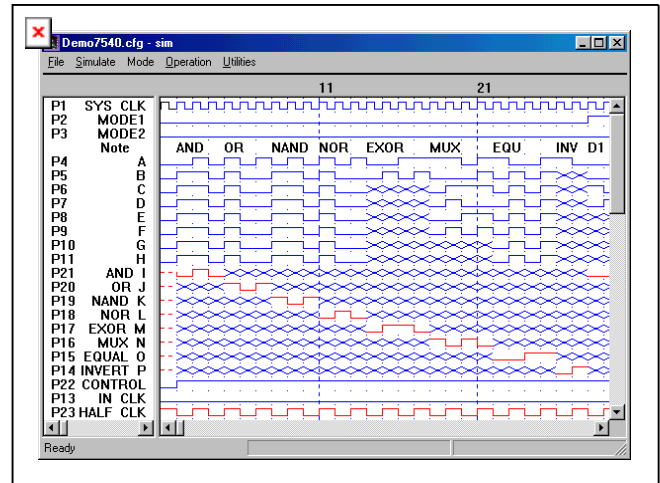 Demo7540.cfg - sim
File Simulate Mode Operation Utilities
11 21
P1 SYS CLK
P2 MODE1
P3 MODE2
Note AND OR NAND NOR EXOR MUX EQU INV D1
P4 A
P5 B
P6 C
P7 D
P8 E
P9 F
P10 G
P11 H
P21 AND I
P20 OR J
P19 NAND K
P18 NOR L
P17 EXOR M
P16 MUX N
P15 EQUAL O
P14 INVERT P
P22 CONTROL
P13 IN CLK
P23 HALF CLK
Ready